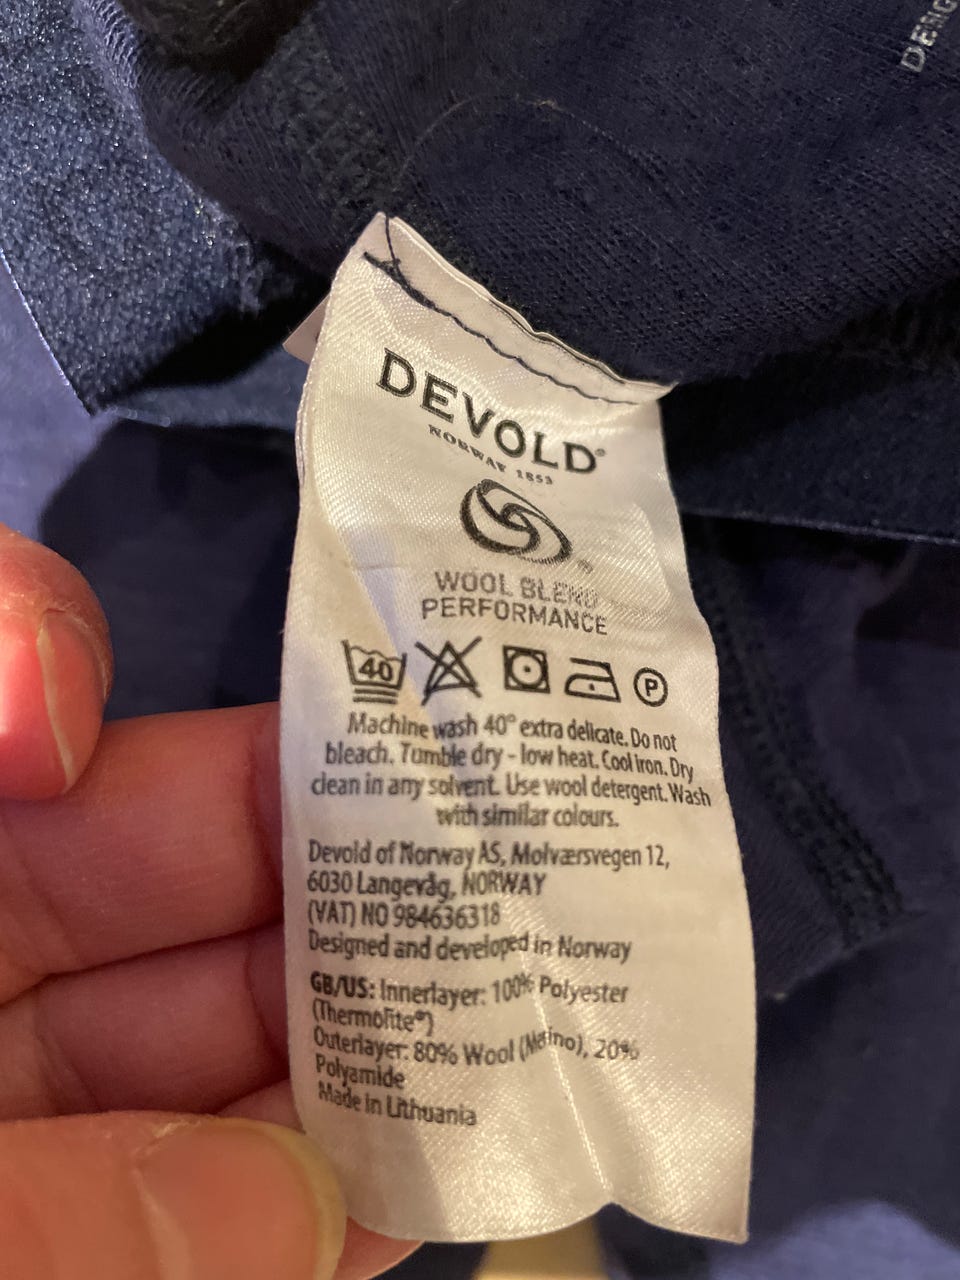 DEVOLD®
NORWAY 1853
WOOL BLEND
PERFORMANCE
40
P
Machine wash 40° extra delicate. Do not
bleach. Tumble dry - low heat. Cool iron. Dry
clean in any solvent. Use wool detergent. Wash
with similar colours.
Devold of Norway AS, Molværsvegen 12,
6030 Langevåg, NORWAY
(VAT) NO 984636318
Designed and developed in Norway
GB/US: Innerlayer: 100% Polyester
(Thermolite®)
Outerlayer: 80% Wool (Merino), 20%
Polyamide
Made in Lithuania